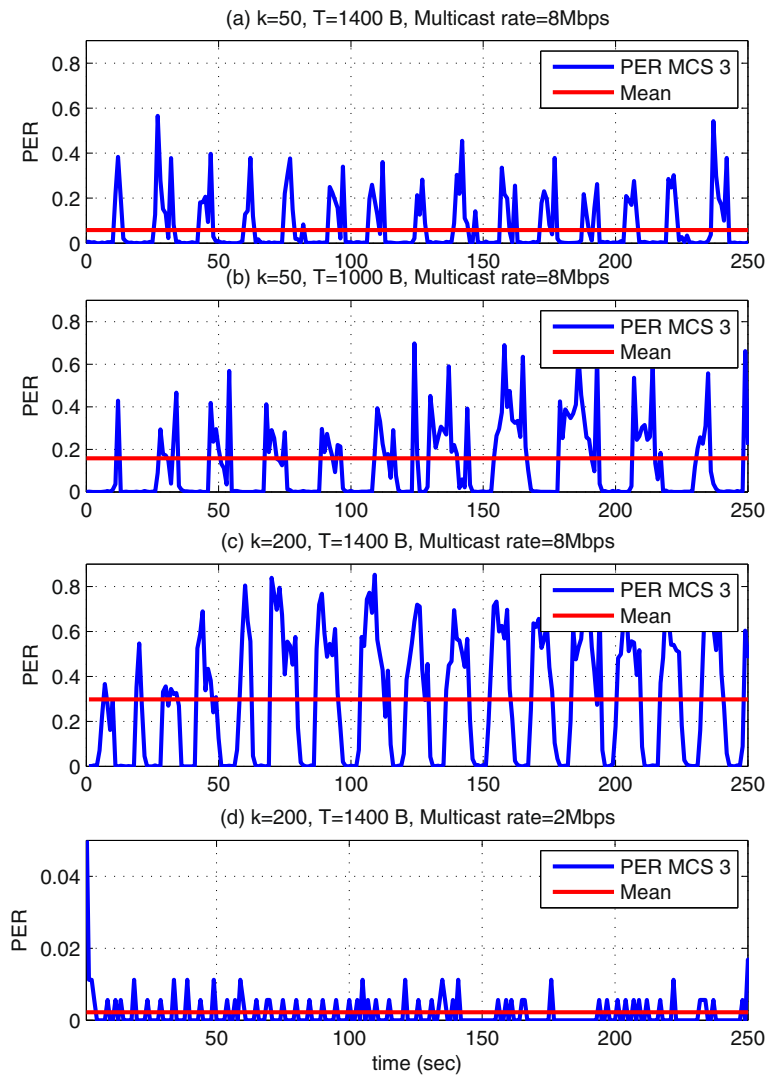 (a) k=50, T=1400 B, Multicast rate=8Mbps
0.8
0.6
0.4
0.2
0
PER
PER MCS 3
Mean
0 50 100 150 200 250
(b) k=50, T=1000 B, Multicast rate=8Mbps
0.8
0.6
0.4
0.2
0
PER
PER MCS 3
Mean
0 50 100 150 200 250
(c) k=200, T=1400 B, Multicast rate=8Mbps
0.8
0.6
0.4
0.2
0
PER
PER MCS 3
Mean
0 50 100 150 200 250
(d) k=200, T=1400 B, Multicast rate=2Mbps
0.04
0.02
0
PER
PER MCS 3
Mean
50 100 150 200 250
time (sec)